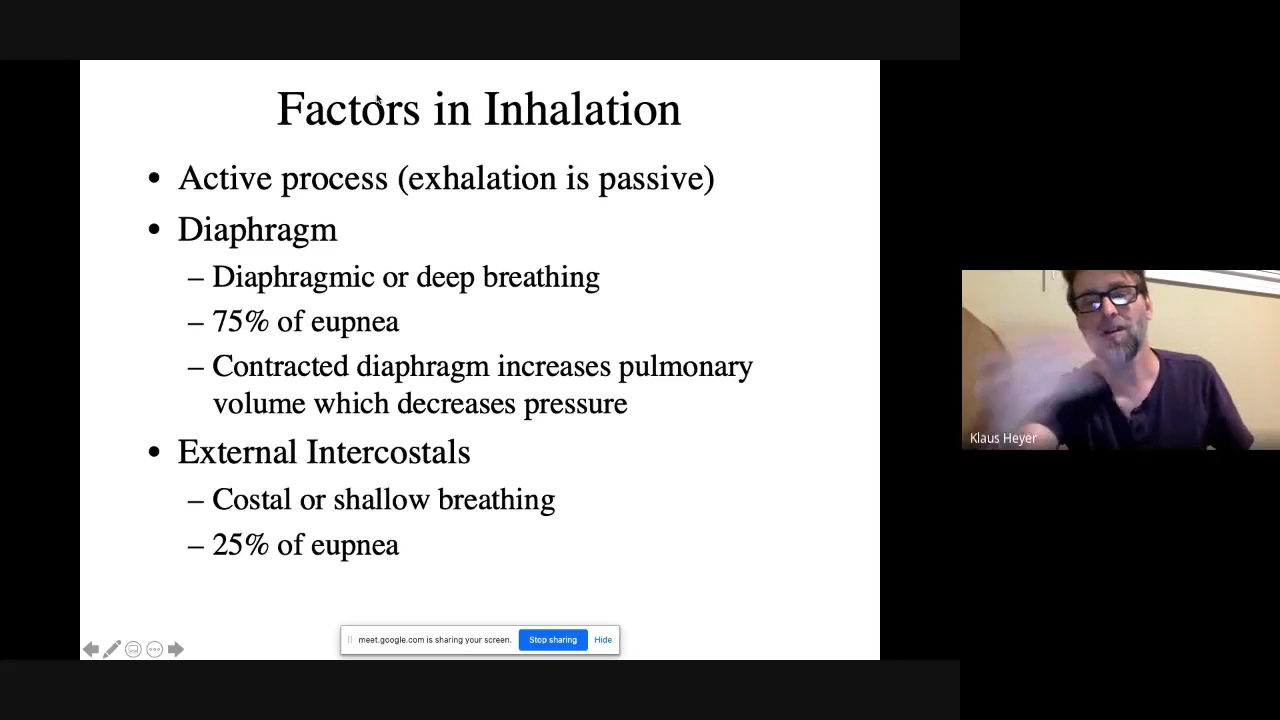 Factors in Inhalation
• Active process (exhalation is passive)
• Diaphragm
– Diaphragmic or deep breathing
– 75% of eupnea
– Contracted diaphragm increases pulmonary
volume which decreases pressure
• External Intercostals
– Costal or shallow breathing
– 25% of eupnea
meet.google.com is sharing your screen. Stop sharing Hide
Klaus Heyer